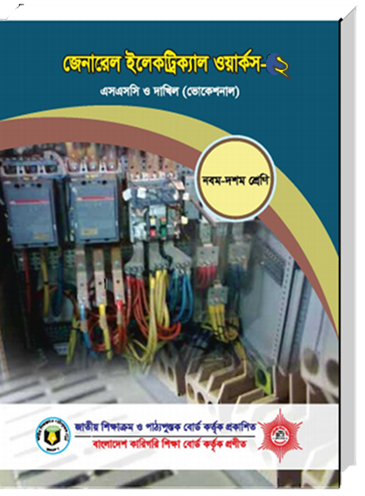 জেনারেল ইলেকট্রিক্যাল ওয়ার্কস-২
এসএসসি ও দাখিল (ভোকেশনাল)
নবম-দশম শ্রেণি
জাতীয় শিক্ষাক্রম ও পাঠ্যপুস্তক বোর্ড কর্তৃক প্রকাশিত
বাংলাদেশ কারিগরি শিক্ষা বোর্ড কর্তৃক প্রণীত